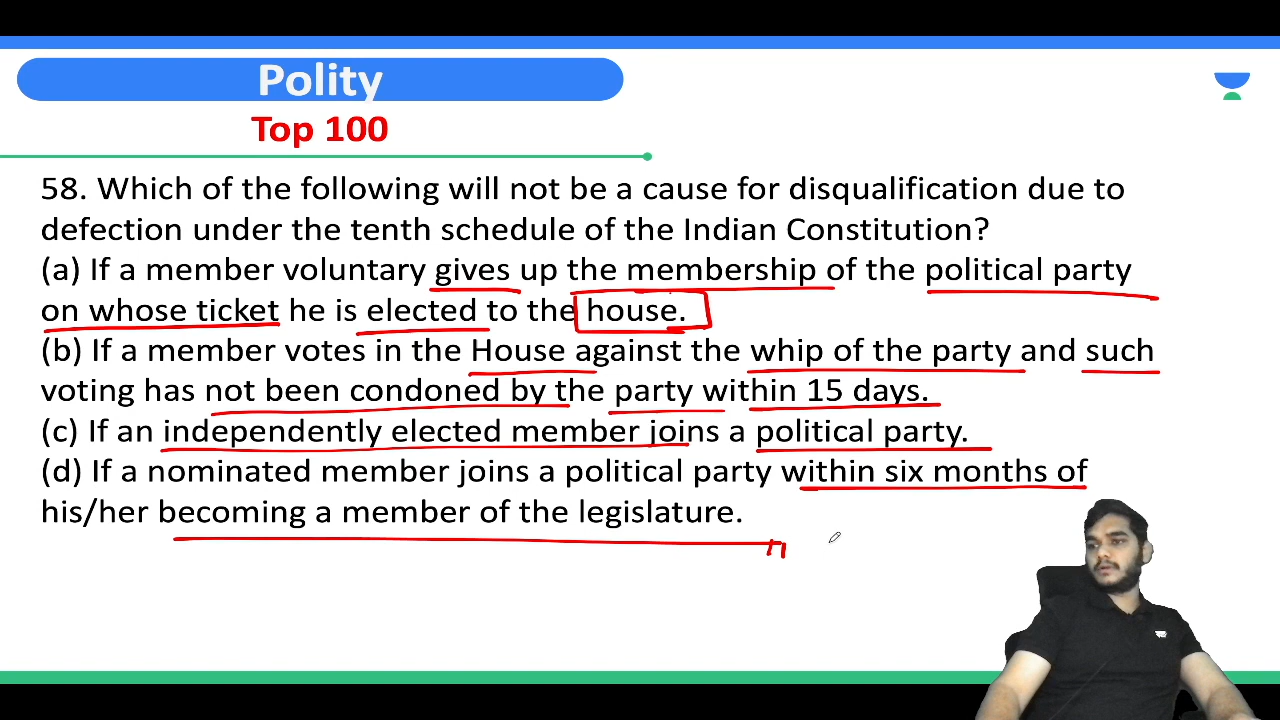 Polity
Top 100
58. Which of the following will not be a cause for disqualification due to
defection under the tenth schedule of the Indian Constitution?
(a) If a member voluntary gives up the membership of the political party
on whose ticket he is elected to the house.
(b) If a member votes in the House against the whip of the party and such
voting has not been condoned by the party within 15 days.
(c) If an independently elected member joins a political party.
(d) If a nominated member joins a political party within six months of
his/her becoming a member of the legislature.